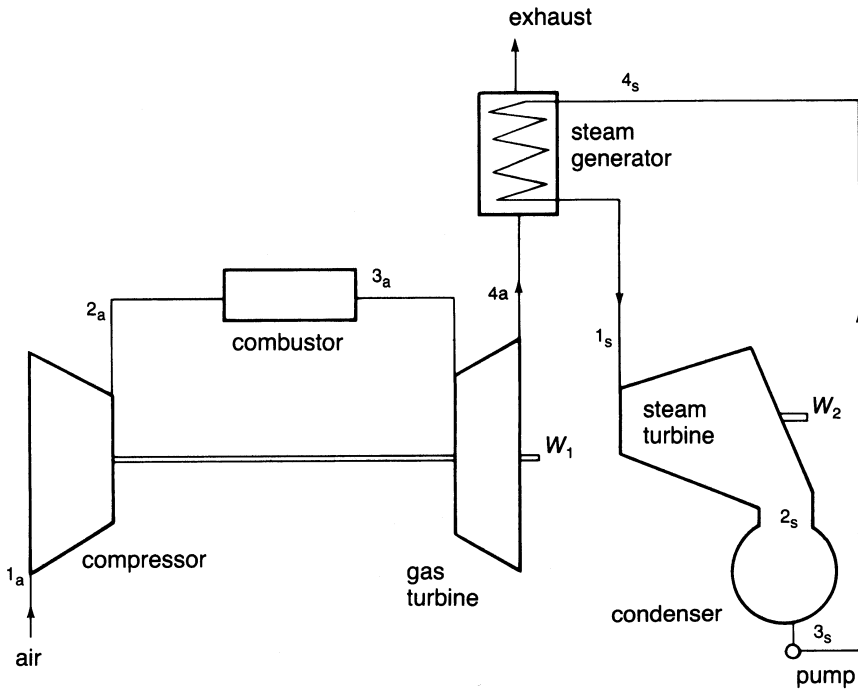 exhaust
4s
steam
generator
3a
2a
4a
combustor
1s
steam
turbine
W2
W1
2s
compressor
1a
gas
turbine
condenser
3s
air
pump